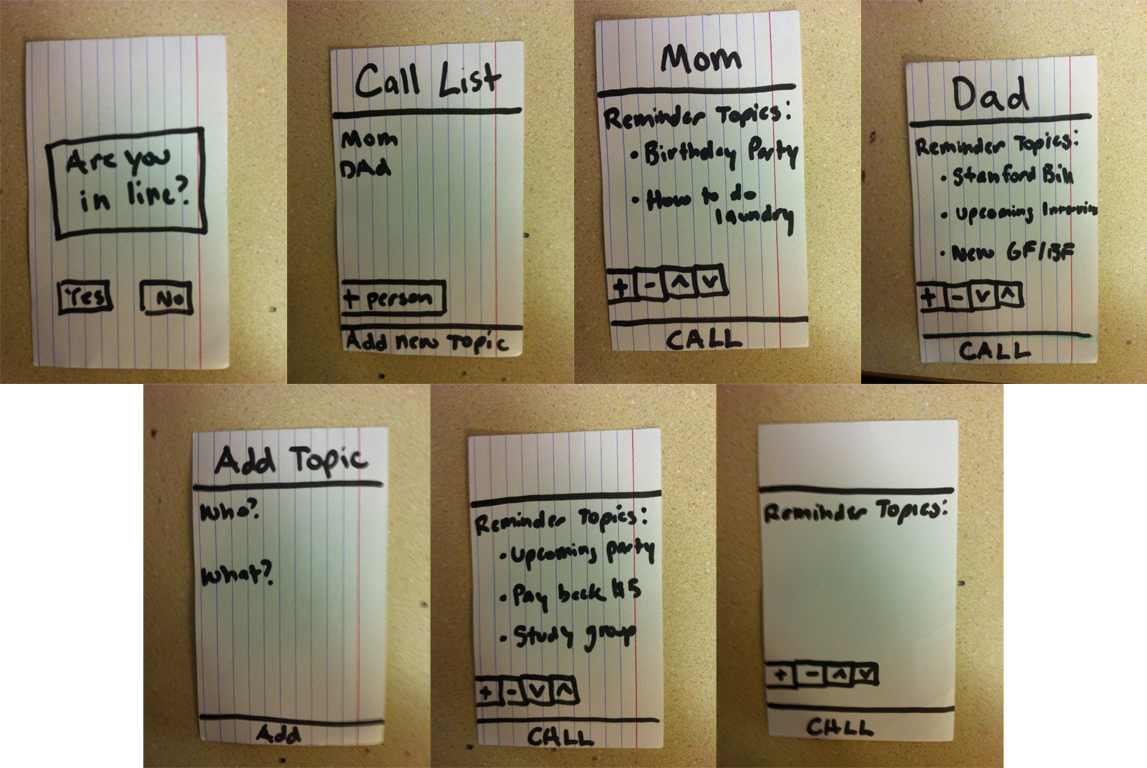 Are you
in line?
Yes
No
Call List
Mom
DAd
+ person
Add new Topic
Mom
Reminder Topics:
• Birthday Party
• How to do
laundry
+ - ^ v
CALL
Dad
Reminder Topics:
• Stanford Bill
• Upcoming
• New GF/BF
+ - v ^
CALL
Add Topic
Who?
What?
Add
Reminder Topics:
• Upcoming party
• Pay back $5
• Study group
+ - v ^
CALL
Reminder Topics:
+ - ^ v
CALL